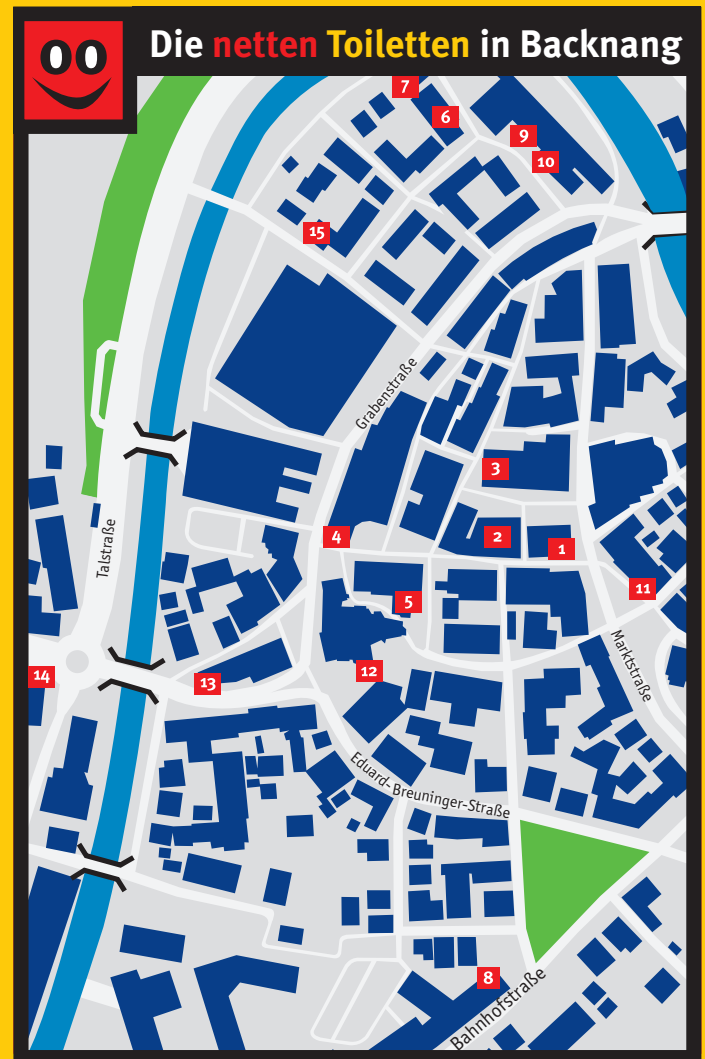 Die netten Toiletten in Backnang
7
6
9
10
15
Grabenstraße
3
4
2
1
Talstraße
5
11
12
14
13
Marktstraße
Eduard-Breuninger-Straße
8
Bahnhofstraße